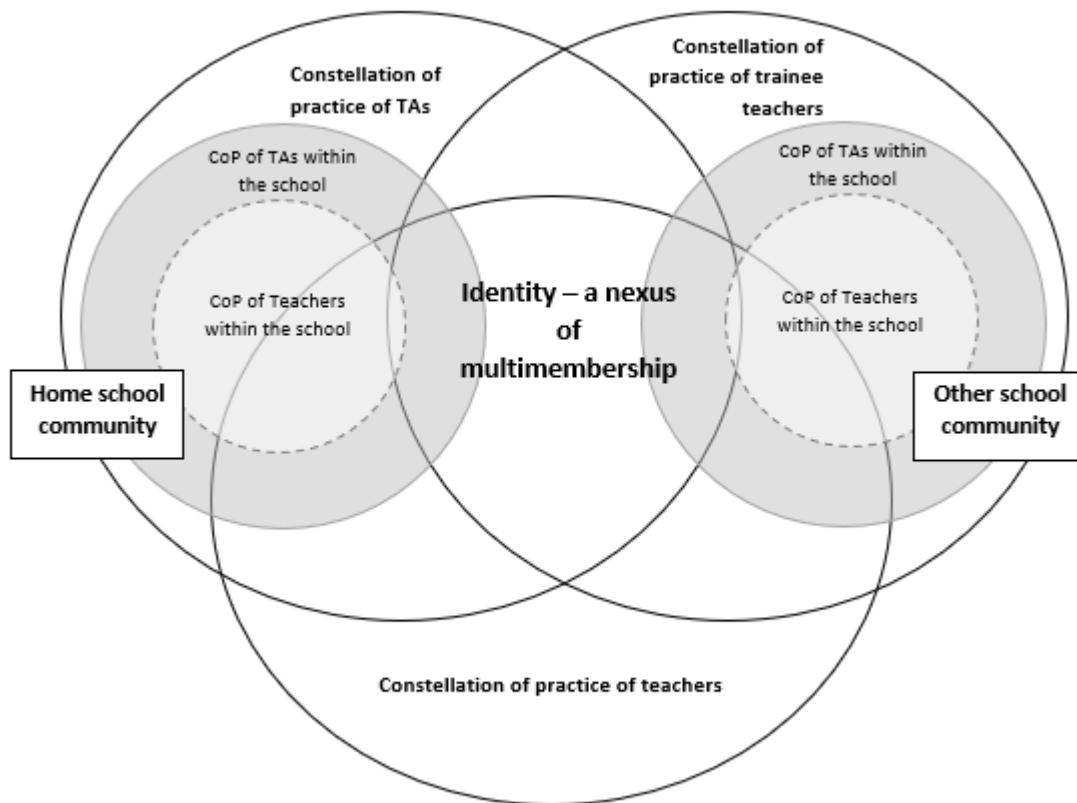 Constellation of
practice of TAs
Constellation of
practice of trainee
teachers
CoP of TAs within
the school
CoP of TAs within
the school
CoP of Teachers
within the school
Identity – a nexus
of
multimembership
CoP of Teachers
within the school
Home school
community
Other school
community
Constellation of practice of teachers